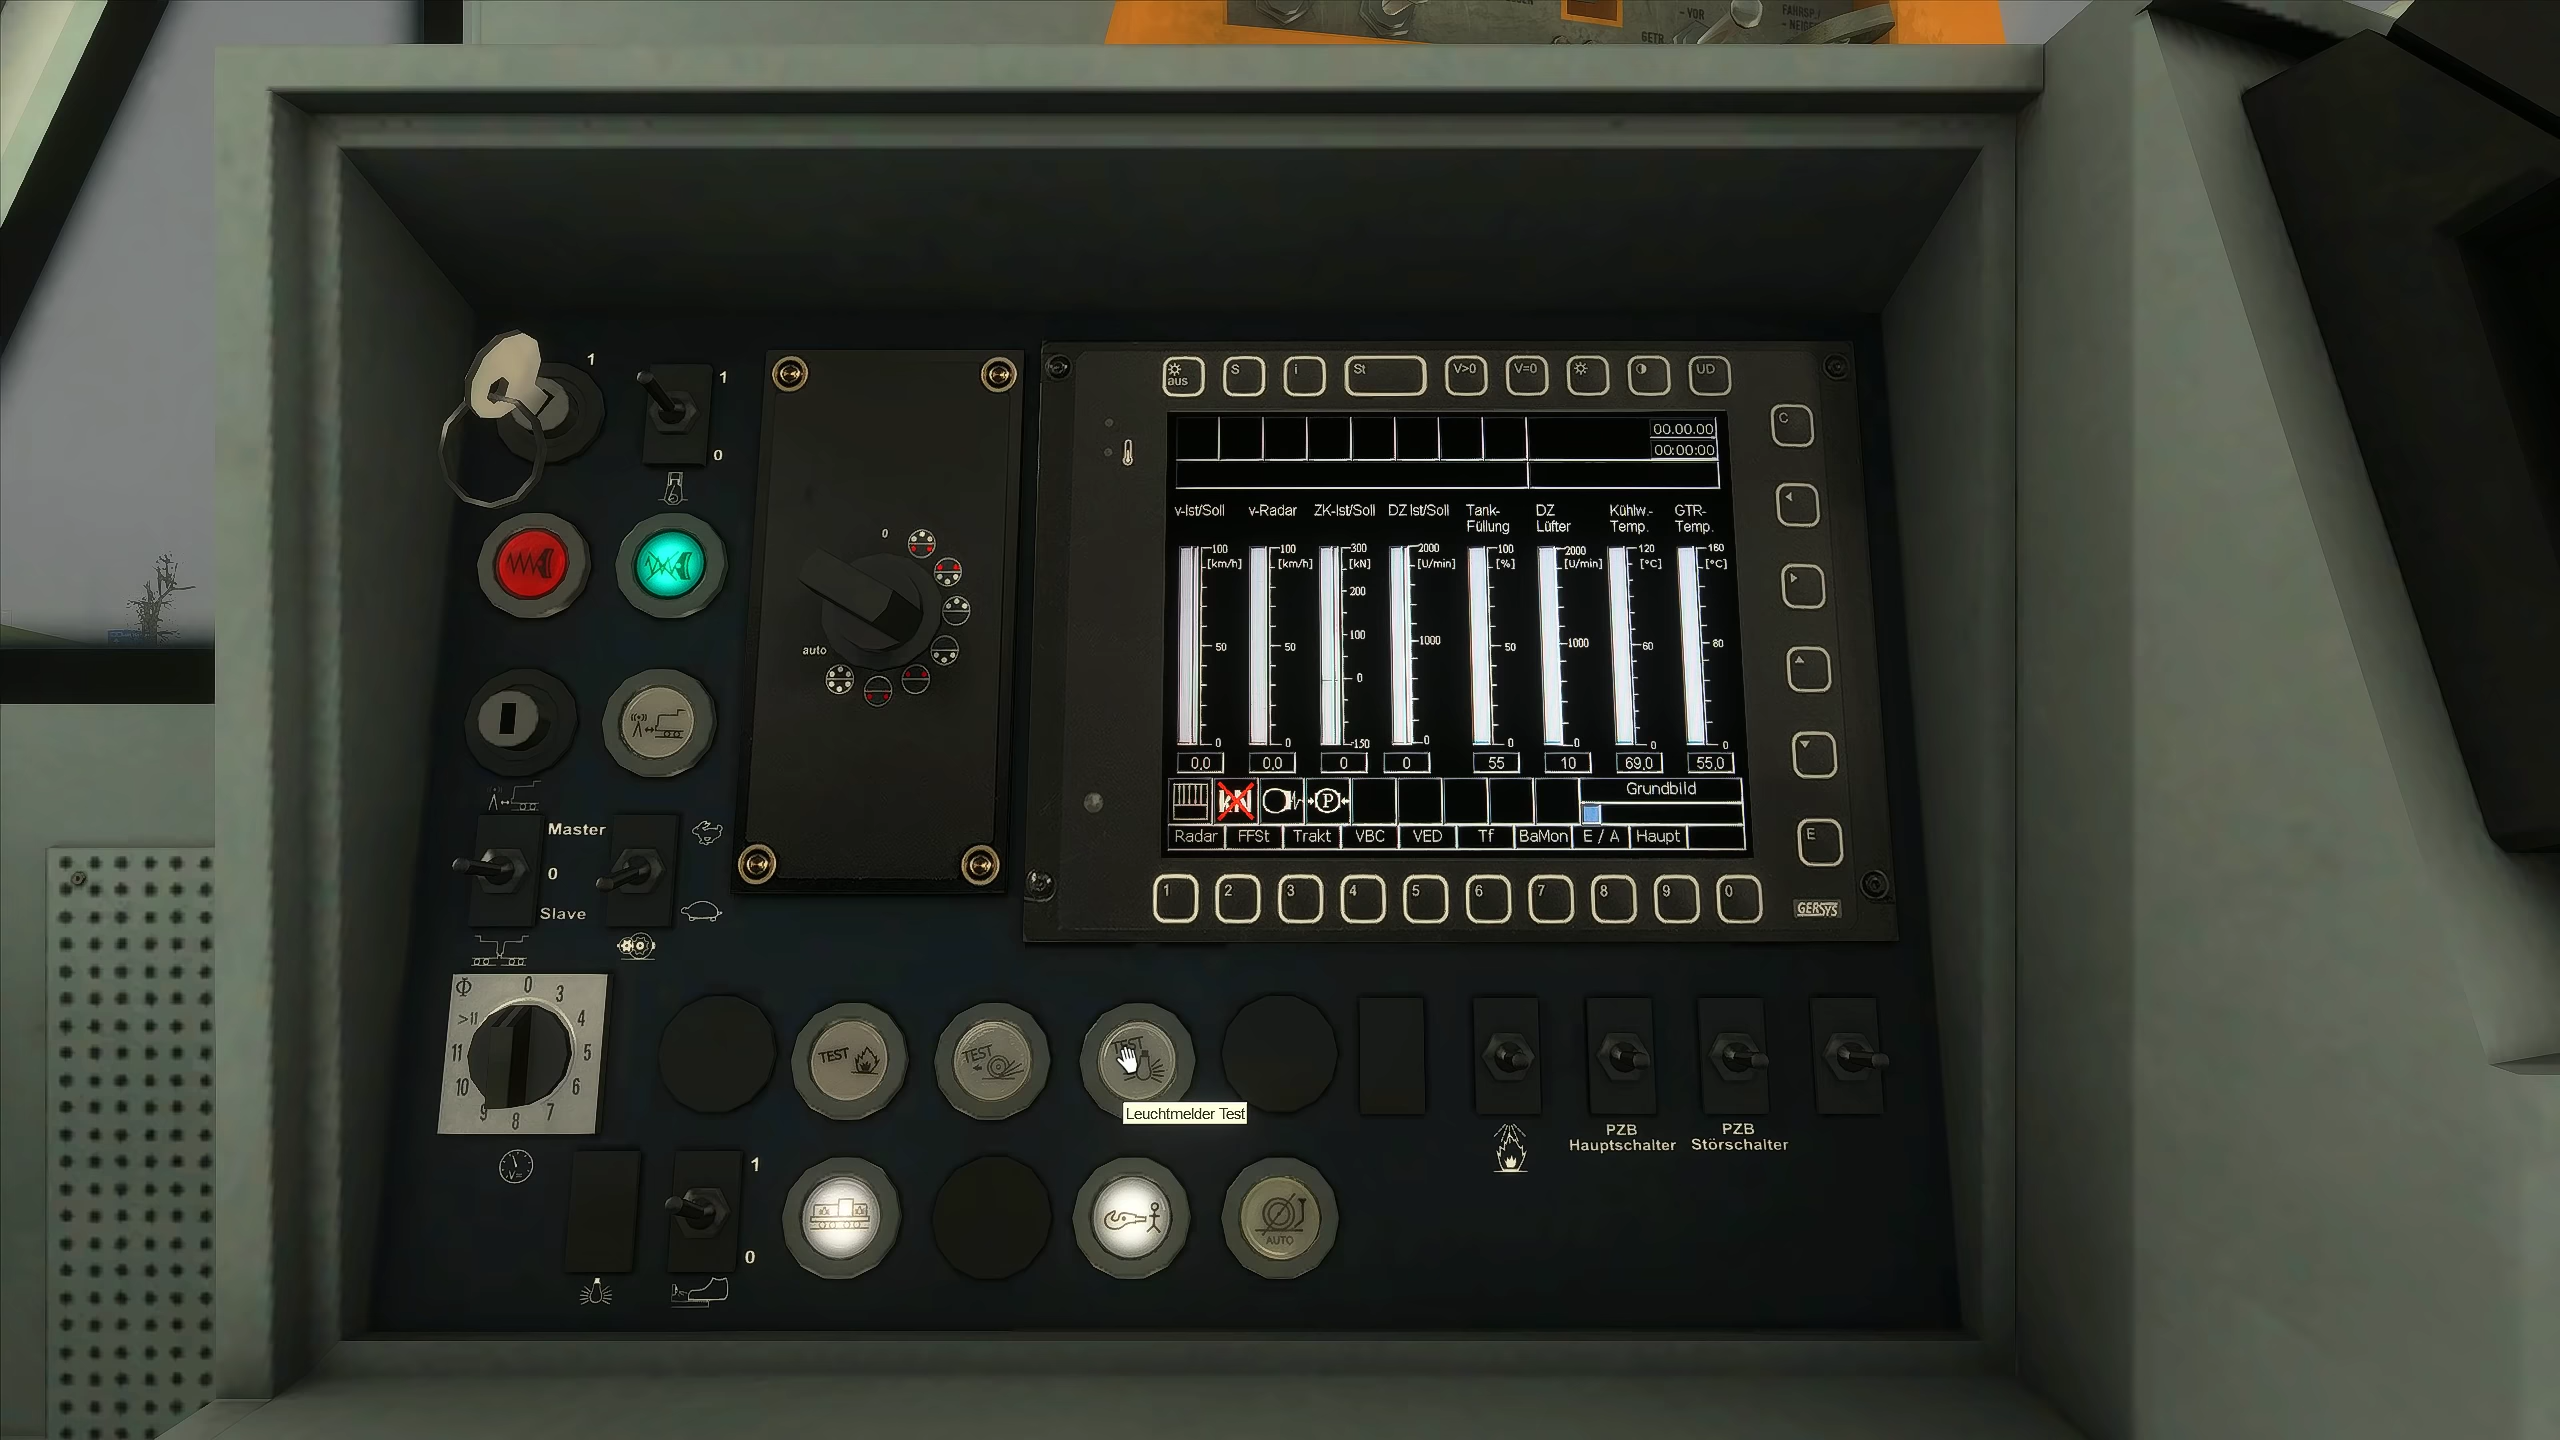 - VOR
FAHRSP./
- NEIG
GETR.
1
1
0
0
auto
Master
0
Slave
aus
S
i
St
V>0
V=0
UD
C
00.00.00
00:00:00
v-Ist/Soll
v-Radar
ZK-Ist/Soll
DZ Ist/Soll
Tank-
Füllung
DZ
Lüfter
Kühlw.-
Temp.
GTR-
Temp.
100
[km/h]
50
0
100
[km/h]
50
0
300
[kN]
200
100
0
-150
2000
[U/min]
1000
0
100
[%]
50
0
2000
[U/min]
1000
0
120
[°C]
60
0
160
[°C]
80
0
0,0
0,0
0
0
55
10
69,0
55,0
kN
P
Grundbild
Radar
FFSt
Trakt
VBC
VED
Tf
BaMon
E / A
Haupt
E
1
2
3
4
5
6
7
8
9
0
GERSYS
0
3
4
5
6
7
8
9
10
11
>11
V=
TEST
TEST
TEST
Leuchtmelder Test
PZB
Hauptschalter
PZB
Störschalter
1
0
AUTO